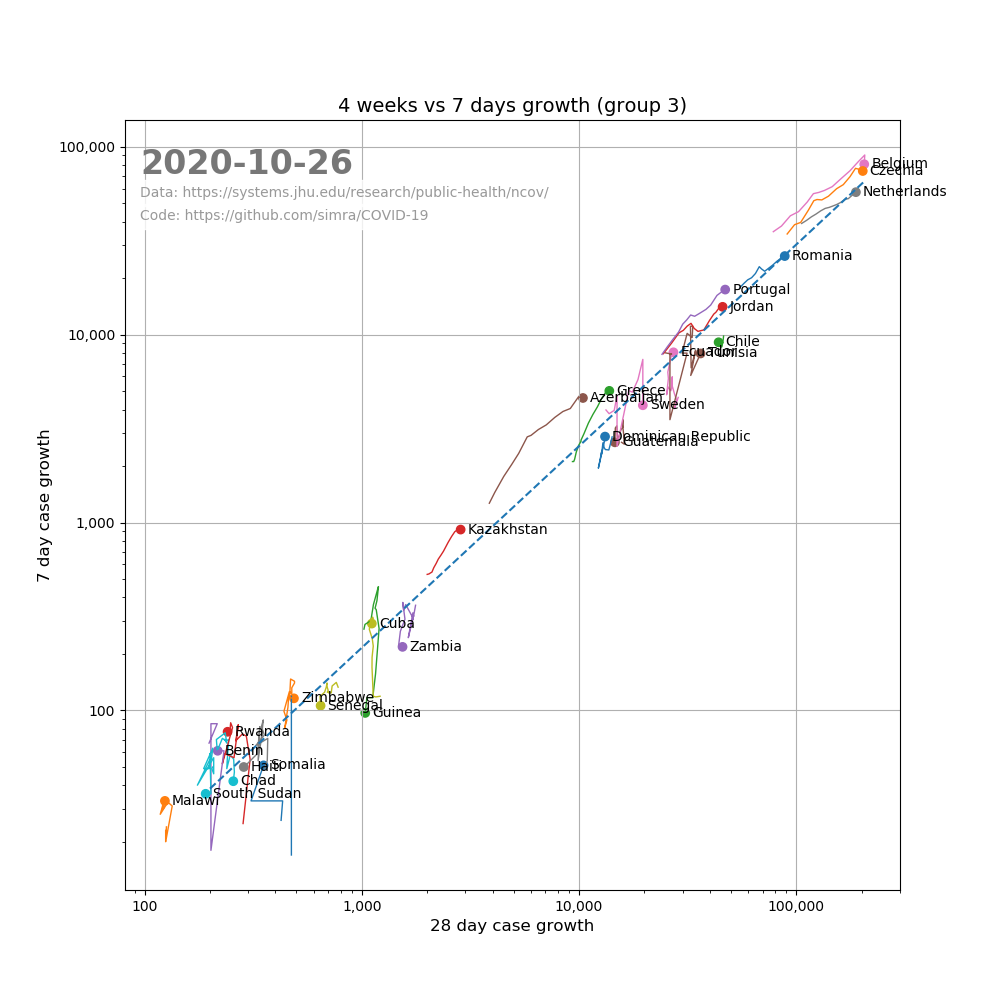 4 weeks vs 7 days growth (group 3)
100,000
2020-10-26
Data: https://systems.jhu.edu/research/public-health/ncov/
Code: https://github.com/simra/COVID-19
Belgium
Czechia
Netherlands
Romania
Portugal
Jordan
10,000
Chile
Ecuador
Tunisia
Greece
Azerbaijan
Sweden
Dominican Republic
Guatemala
1,000
Kazakhstan
7 day case growth
Cuba
Zambia
Zimbabwe
Senegal
100
Guinea
Rwanda
Benin
Haiti
Somalia
Chad
South Sudan
Malawi
100
1,000
10,000
100,000
28 day case growth